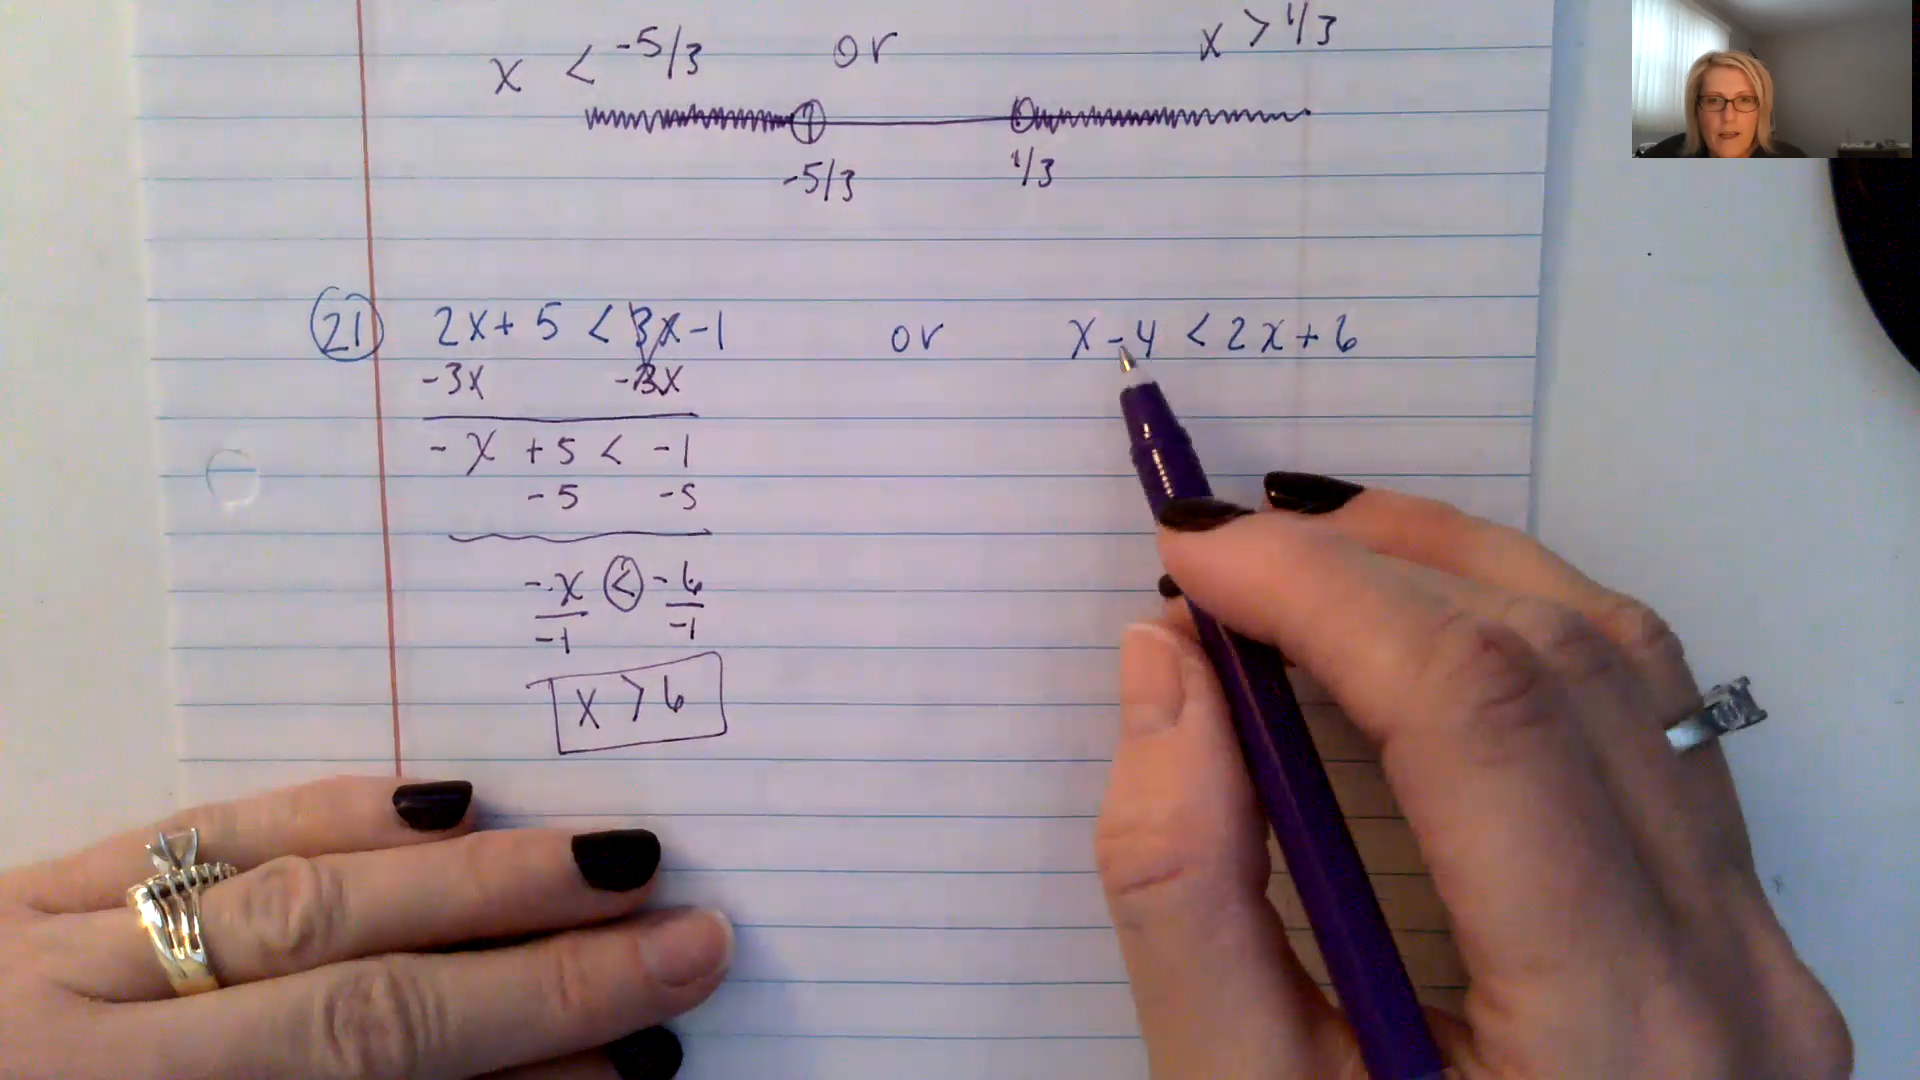 x < -5/3 or x > 1/3
-5/3 1/3
21 2x + 5 < 3x - 1 or x - 4 < 2x + 6
-3x -3x
-x + 5 < -1
-5 -5
-x < -6
-1 -1
x > 6